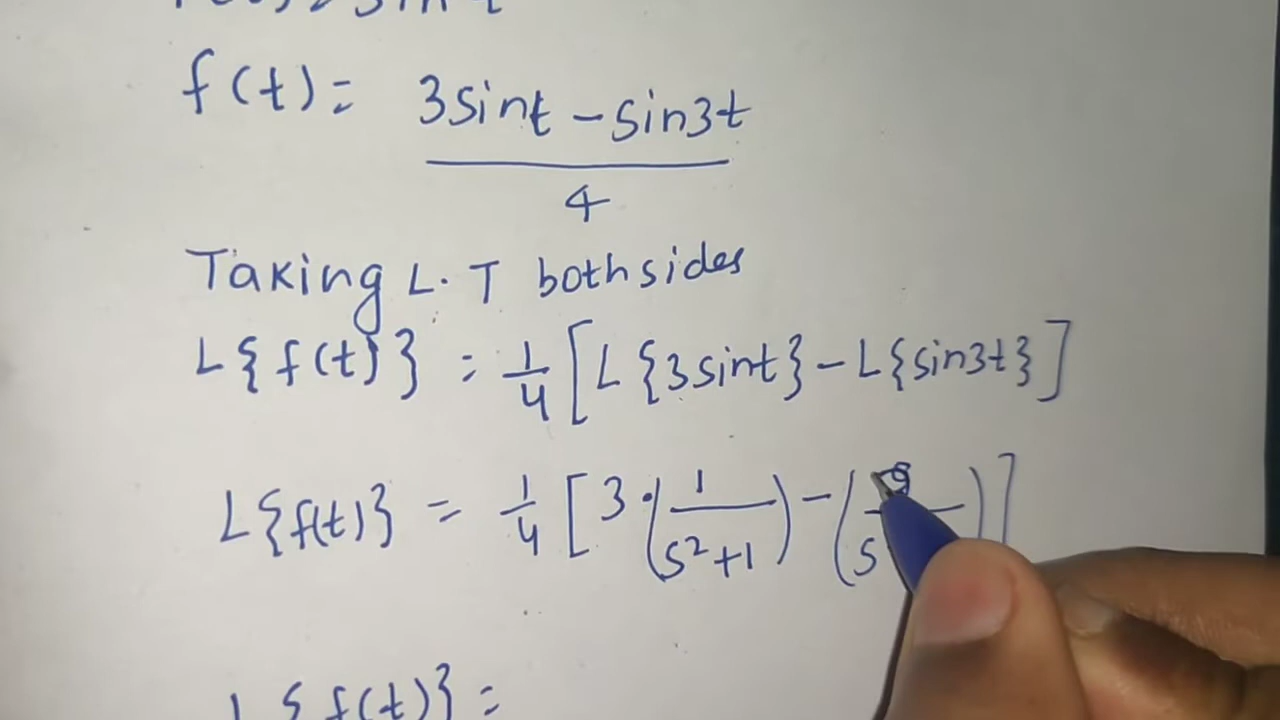 f(t) = 3sint - sin3t
4
Taking L.T bothsides
L{f(t)} = 1/4 [L{3sint} - L{sin3t}]
L{f(t)} = 1/4 [3·(1/s²+1) - (s)]
L{f(t)} =